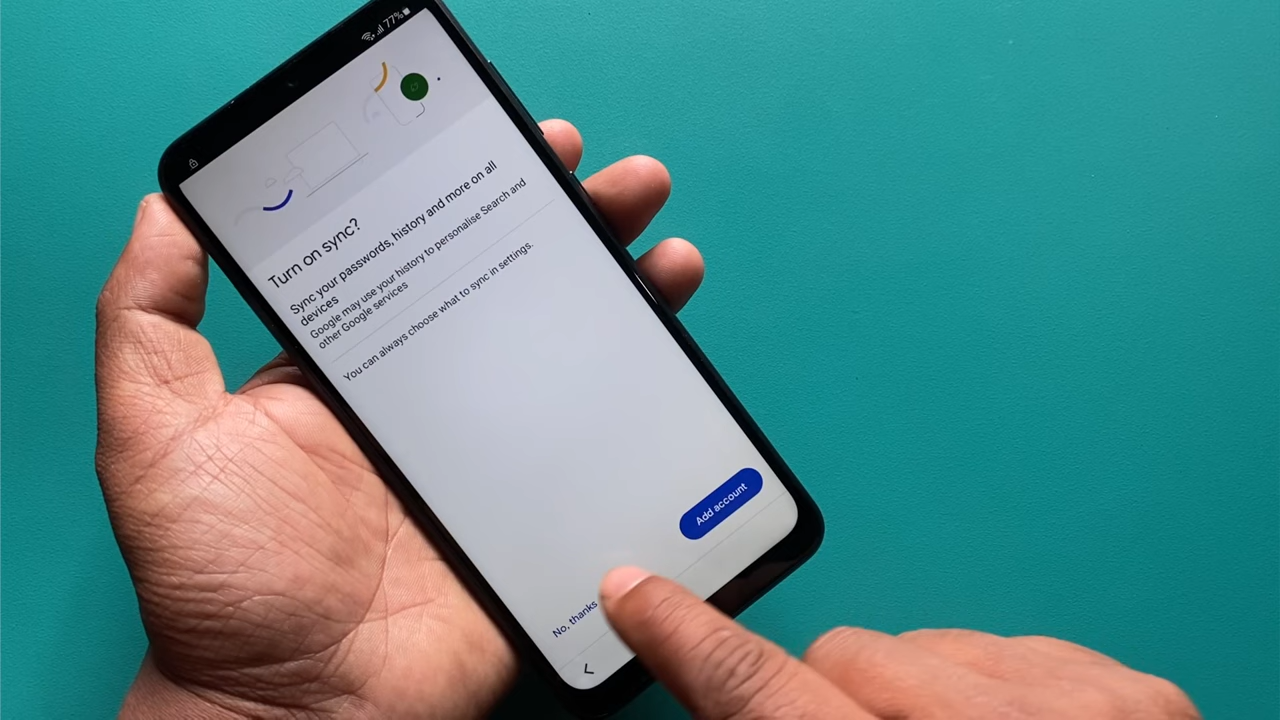 77%
Turn on sync?
Sync your passwords, history and more on all
devices
Google may use your history to personalise Search and
other Google services
You can always choose what to sync in settings.
Add account
No, thanks